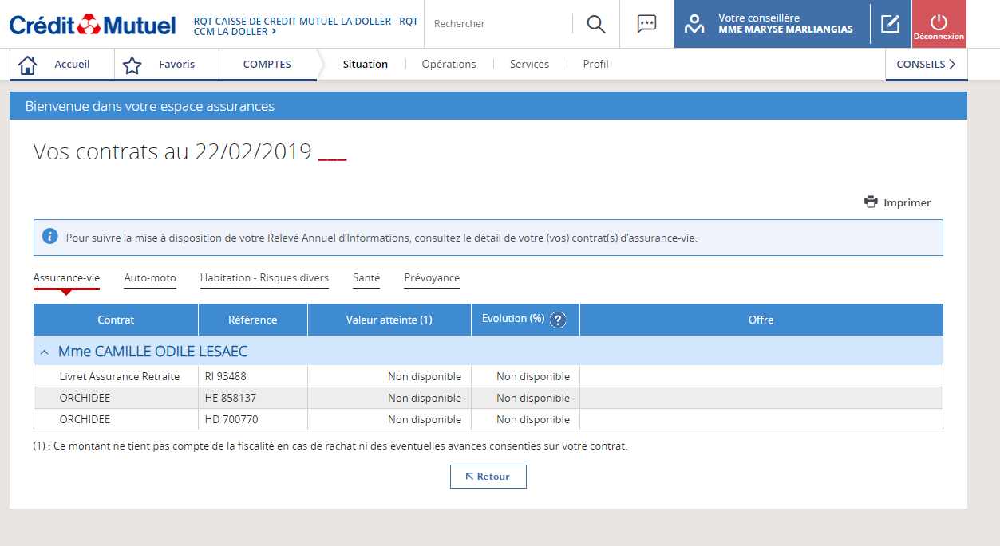 Crédit Mutuel
RQT CAISSE DE CREDIT MUTUEL LA DOLLER - RQT
CCM LA DOLLER
Rechercher
Votre conseillère
MME MARYSE MARLIANGIAS
Déconnexion
Accueil
Favoris
COMPTES
Situation
Opérations
Services
Profil
CONSEILS
Bienvenue dans votre espace assurances
Vos contrats au 22/02/2019
Imprimer
i Pour suivre la mise à disposition de votre Relevé Annuel d'Informations, consultez le détail de votre (vos) contrat(s) d'assurance-vie.
Assurance-vie Auto-moto Habitation - Risques divers Santé Prévoyance
Contrat Référence Valeur atteinte (1) Evolution (%) ? Offre
Mme CAMILLE ODILE LESAEC
Livret Assurance Retraite RI 93488 Non disponible Non disponible
ORCHIDEE HE 858137 Non disponible Non disponible
ORCHIDEE HD 700770 Non disponible Non disponible
(1) : Ce montant ne tient pas compte de la fiscalité en cas de rachat ni des éventuelles avances consenties sur votre contrat.
Retour